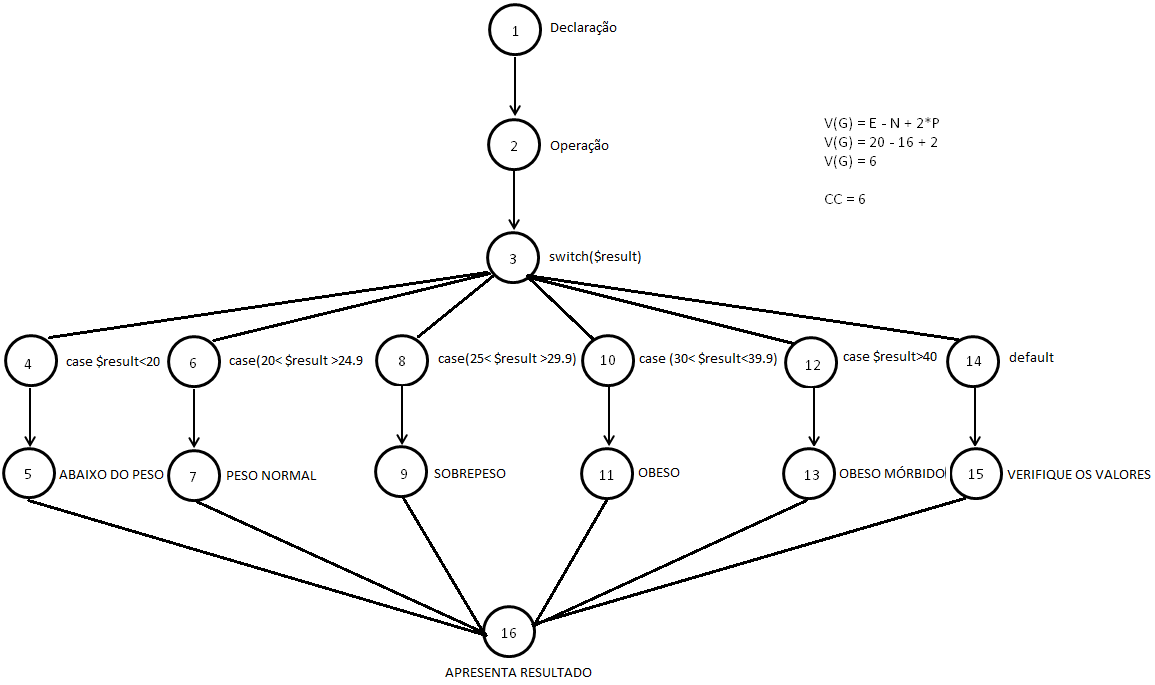 1 Declaração
2 Operação
V(G) = E - N + 2*P
V(G) = 20 - 16 + 2
V(G) = 6
CC = 6
3 switch($result)
4 case $result<20 6 case(20< $result >24.9 8 case(25< $result >29.9) 10 case (30< $result<39.9) 12 case $result>40 14 default
5 ABAIXO DO PESO 7 PESO NORMAL 9 SOBREPESO 11 OBESO 13 OBESO MÓRBIDO 15 VERIFIQUE OS VALORES
16
APRESENTA RESULTADO